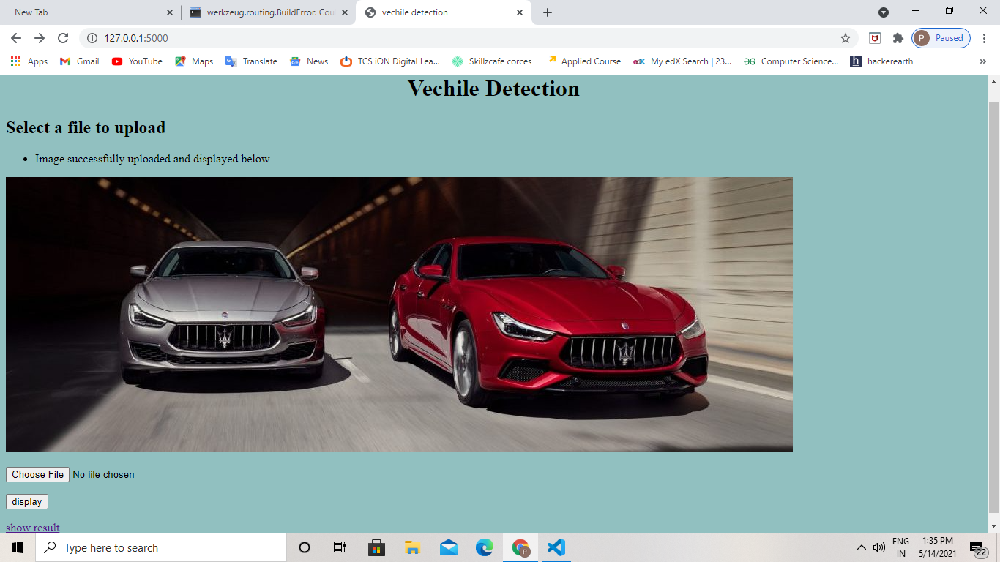 New Tab
werkzeug.routing.BuildError: Cou
vechile detection
127.0.0.1:5000
P Paused
Apps Gmail YouTube Maps Translate News TCS iON Digital Lea... Skillzcafe corces Applied Course edX My edX Search | 23... Computer Science... h hackerearth »
Vechile Detection
Select a file to upload
Image successfully uploaded and displayed below
Choose File No file chosen
display
show result
Type here to search
P
ENG
IN
1:35 PM
5/14/2021
22